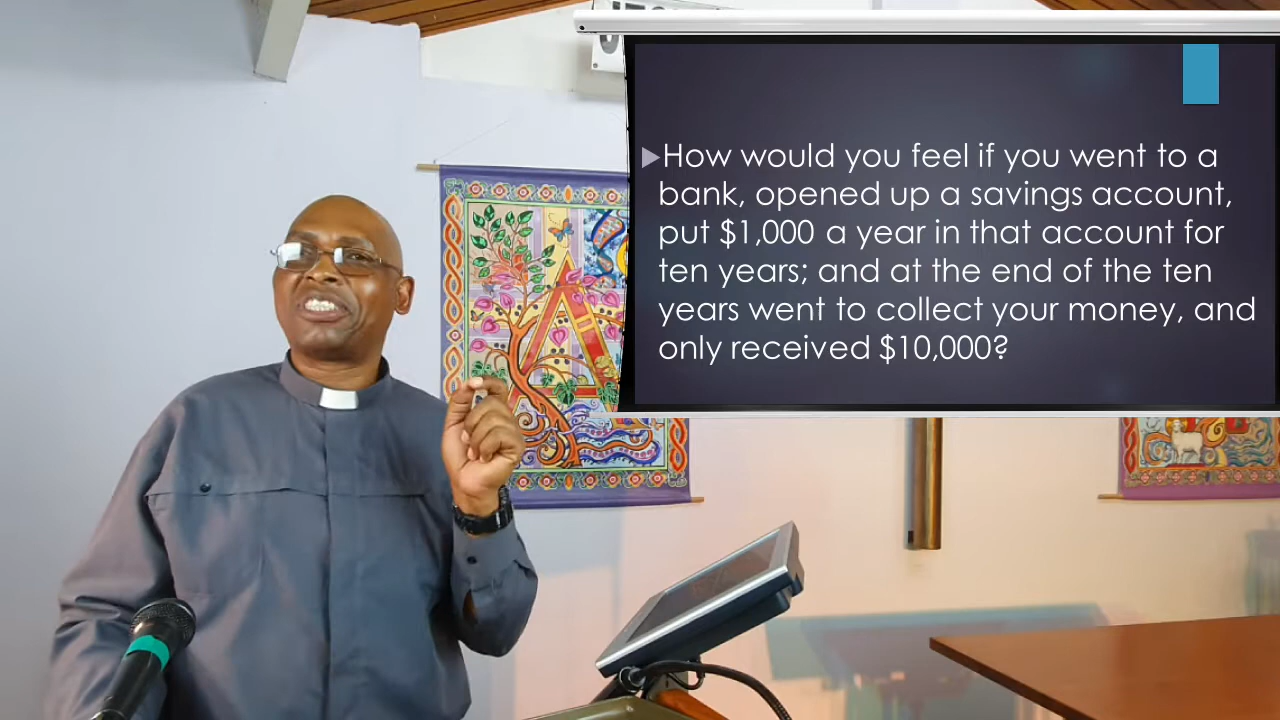 How would you feel if you went to a
bank, opened up a savings account,
put $1,000 a year in that account for
ten years; and at the end of the ten
years went to collect your money, and
only received $10,000?